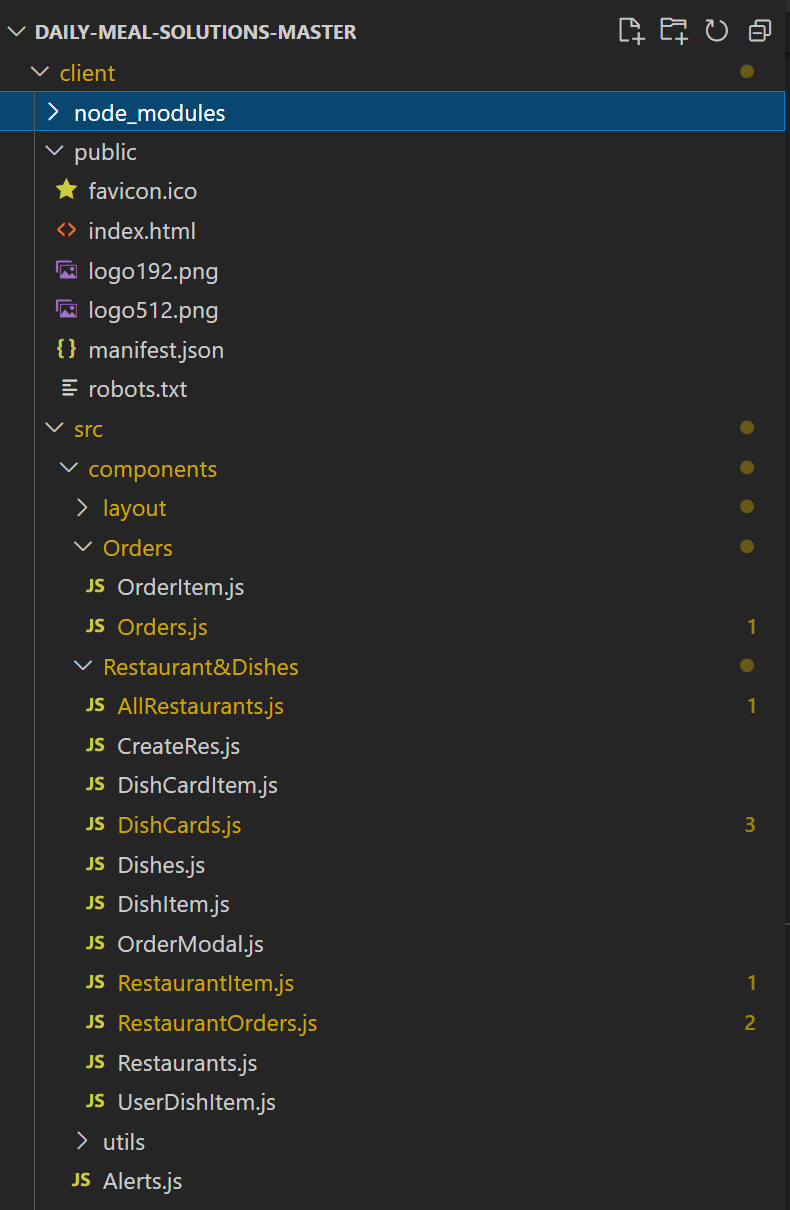 DAILY-MEAL-SOLUTIONS-MASTER
client
node_modules
public
favicon.ico
index.html
logo192.png
logo512.png
{} manifest.json
robots.txt
src
components
layout
Orders
JS OrderItem.js
JS Orders.js 1
Restaurant&Dishes
JS AllRestaurants.js 1
JS CreateRes.js
JS DishCardItem.js
JS DishCards.js 3
JS Dishes.js
JS DishItem.js
JS OrderModal.js
JS RestaurantItem.js 1
JS RestaurantOrders.js 2
JS Restaurants.js
JS UserDishItem.js
utils
JS Alerts.js